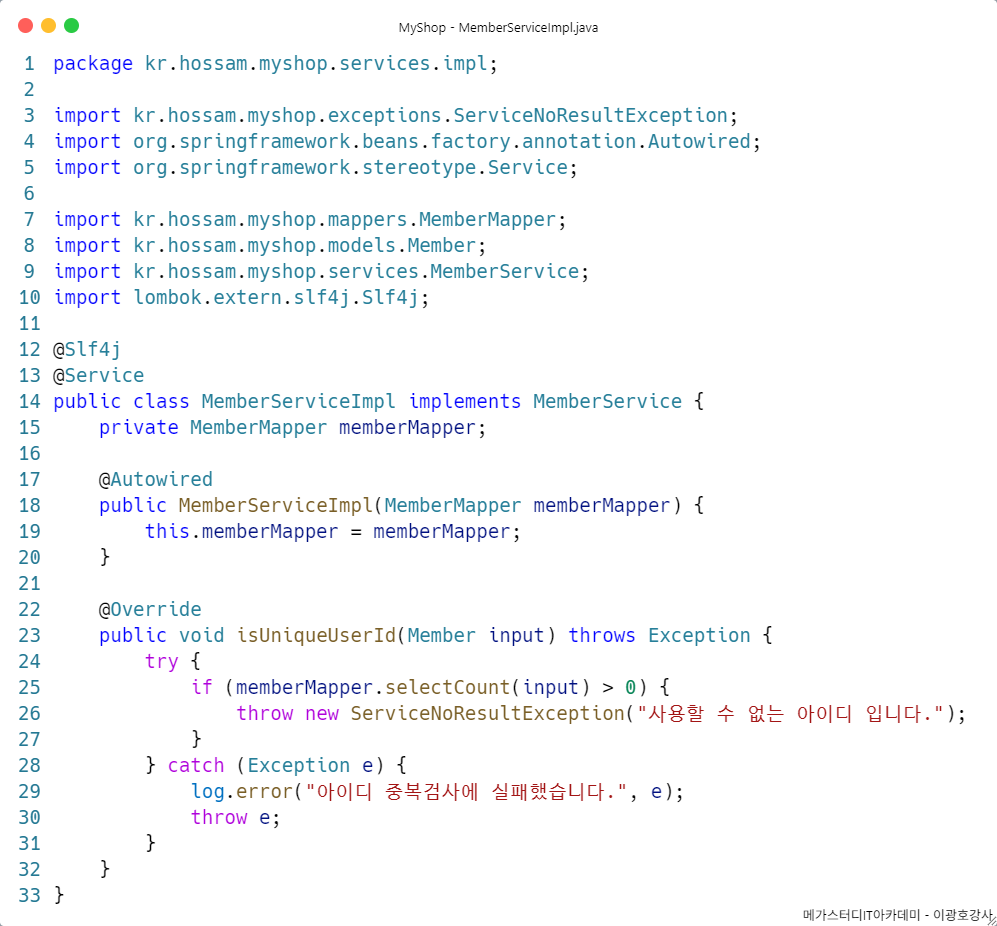 MyShop - MemberServiceImpl.java
1 package kr.hossam.myshop.services.impl;
2
3 import kr.hossam.myshop.exceptions.ServiceNoResultException;
4 import org.springframework.beans.factory.annotation.Autowired;
5 import org.springframework.stereotype.Service;
6
7 import kr.hossam.myshop.mappers.MemberMapper;
8 import kr.hossam.myshop.models.Member;
9 import kr.hossam.myshop.services.MemberService;
10 import lombok.extern.slf4j.Slf4j;
11
12 @Slf4j
13 @Service
14 public class MemberServiceImpl implements MemberService {
15     private MemberMapper memberMapper;
16
17     @Autowired
18     public MemberServiceImpl(MemberMapper memberMapper) {
19         this.memberMapper = memberMapper;
20     }
21
22     @Override
23     public void isUniqueUserId(Member input) throws Exception {
24         try {
25             if (memberMapper.selectCount(input) > 0) {
26                 throw new ServiceNoResultException("사용할 수 없는 아이디 입니다.");
27             }
28         } catch (Exception e) {
29             log.error("아이디 중복검사에 실패했습니다.", e);
30             throw e;
31         }
32     }
33 }
메가스터디IT아카데미 - 이광호강사